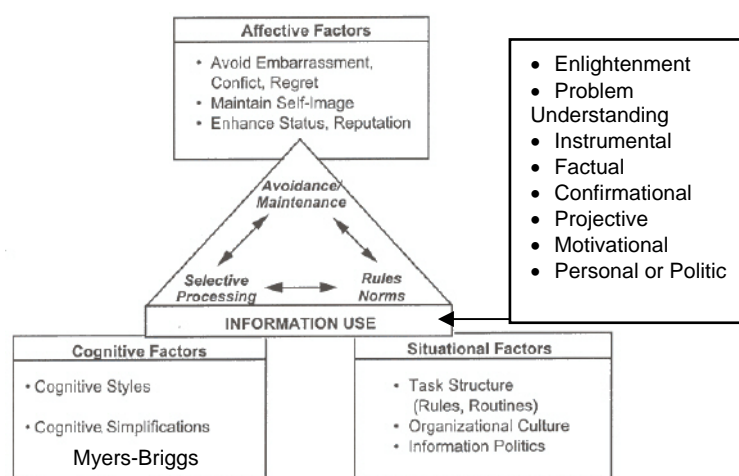 Affective Factors
• Avoid Embarrassment,
Confict, Regret
• Maintain Self-Image
• Enhance Status, Reputation
• Enlightenment
• Problem
Understanding
• Instrumental
• Factual
• Confirmational
• Projective
• Motivational
• Personal or Politic
Avoidance/
Maintenance
Selective
Processing
Rules
Norms
INFORMATION USE
Cognitive Factors
• Cognitive Styles
• Cognitive Simplifications
Myers-Briggs
Situational Factors
• Task Structure
(Rules, Routines)
• Organizational Culture
• Information Politics